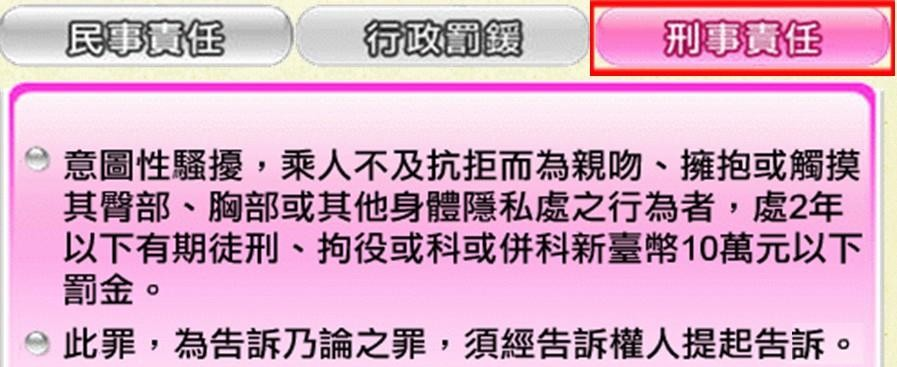 民事責任 行政罰鍰 刑事責任
意圖性騷擾，乘人不及抗拒而為親吻、擁抱或觸摸
其臀部、胸部或其他身體隱私處之行為者，處2年
以下有期徒刑、拘役或科或併科新臺幣10萬元以下
罰金。
此罪，為告訴乃論之罪，須經告訴權人提起告訴。